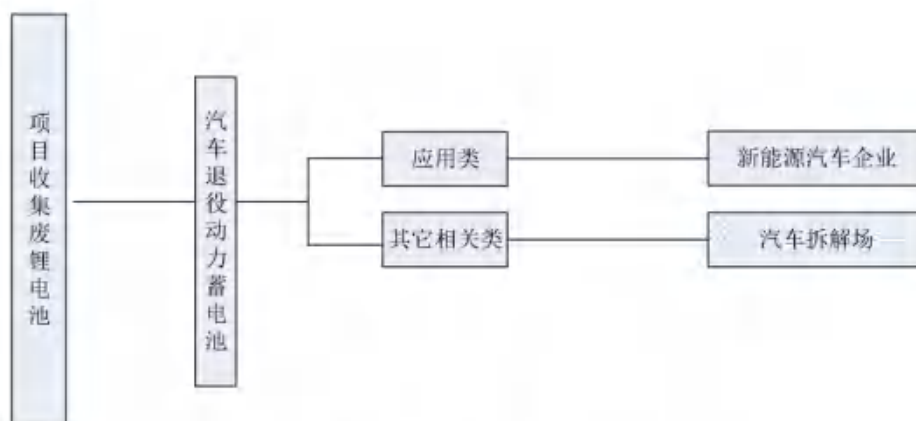 项目收集废锂电池
汽车退役动力蓄电池
应用类
新能源汽车企业
其它相关类
汽车拆解场